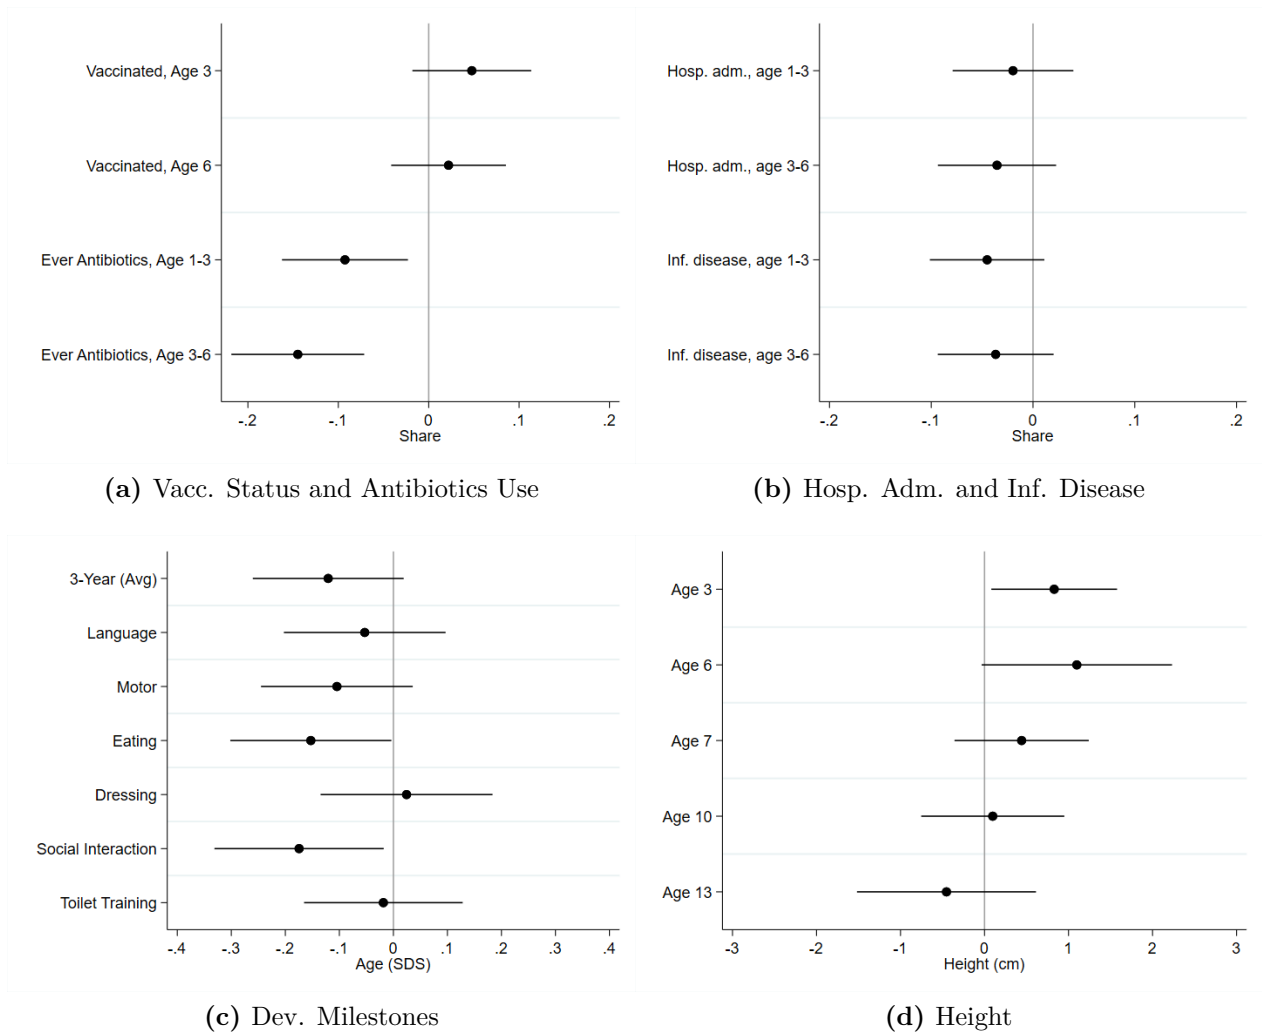 Vaccinated, Age 3
Vaccinated, Age 6
Ever Antibiotics, Age 1-3
Ever Antibiotics, Age 3-6
-.2 -.1 0 .1 .2
Share
(a) Vacc. Status and Antibiotics Use
Hosp. adm., age 1-3
Hosp. adm., age 3-6
Inf. disease, age 1-3
Inf. disease, age 3-6
-.2 -.1 0 .1 .2
Share
(b) Hosp. Adm. and Inf. Disease
3-Year (Avg)
Language
Motor
Eating
Dressing
Social Interaction
Toilet Training
-.4 -.3 -.2 -.1 0 .1 .2 .3 .4
Age (SDS)
(c) Dev. Milestones
Age 3
Age 6
Age 7
Age 10
Age 13
-3 -2 -1 0 1 2 3
Height (cm)
(d) Height